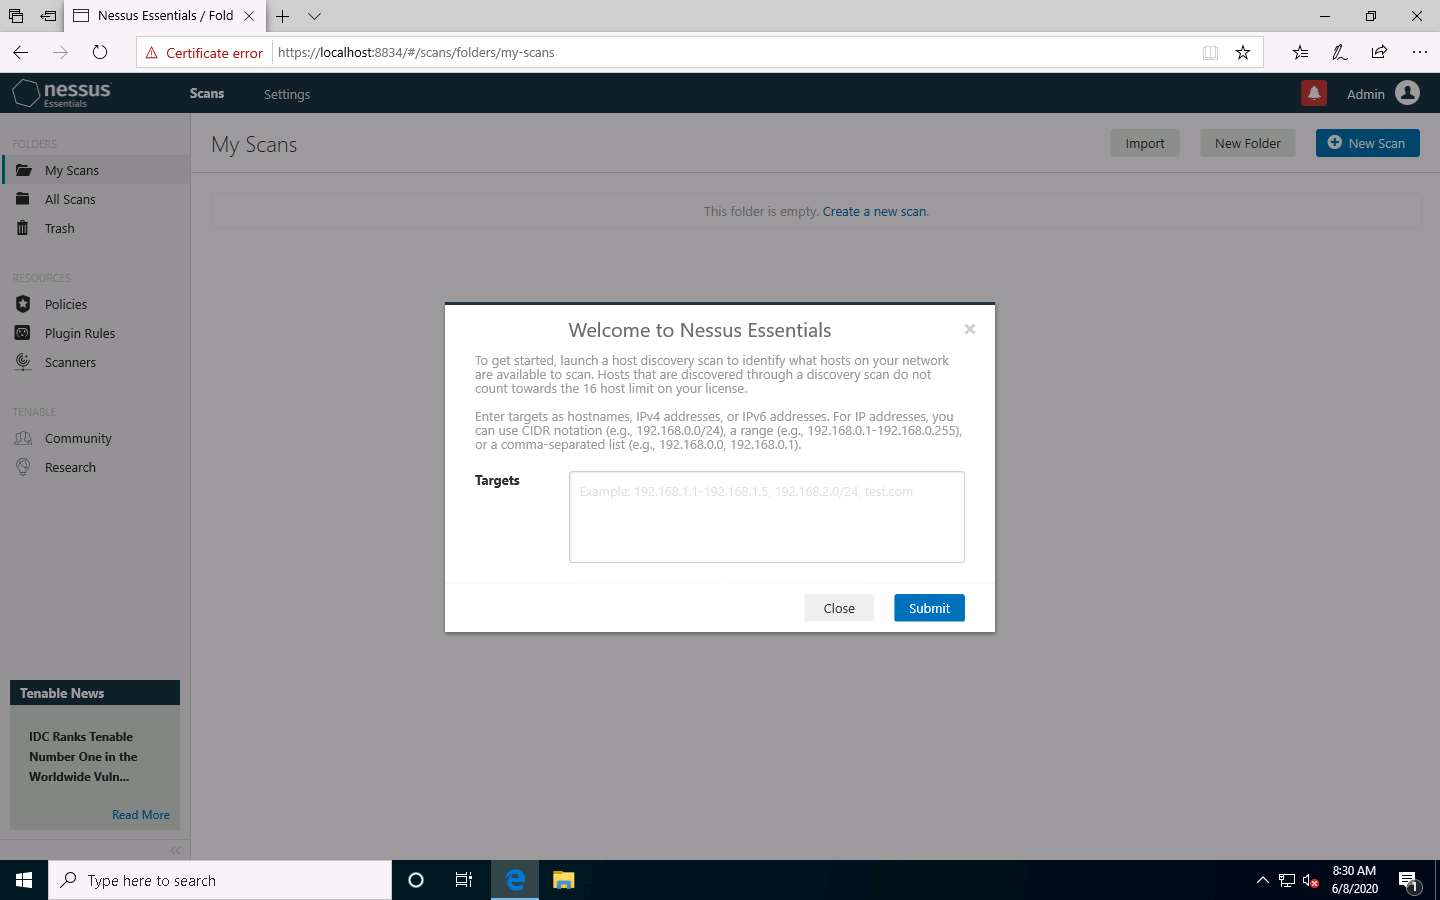 Nessus Essentials / Fold
Certificate error
https://localhost:8834/#/scans/folders/my-scans
nessus
Essentials
Scans
Settings
Admin
FOLDERS
My Scans
All Scans
Trash
RESOURCES
Policies
Plugin Rules
Scanners
TENABLE
Community
Research
Tenable News
IDC Ranks Tenable
Number One in the
Worldwide Vuln...
Read More
My Scans
Import
New Folder
New Scan
This folder is empty. Create a new scan.
Welcome to Nessus Essentials
To get started, launch a host discovery scan to identify what hosts on your network
are available to scan. Hosts that are discovered through a discovery scan do not
count towards the 16 host limit on your license.
Enter targets as hostnames, IPv4 addresses, or IPv6 addresses. For IP addresses, you
can use CIDR notation (e.g., 192.168.0.0/24), a range (e.g., 192.168.0.1-192.168.0.255),
or a comma-separated list (e.g., 192.168.0.0, 192.168.0.1).
Targets
Example: 192.168.1.1-192.168.1.5, 192.168.2.0/24, test.com
Close
Submit
Type here to search
8:30 AM
6/8/2020
1